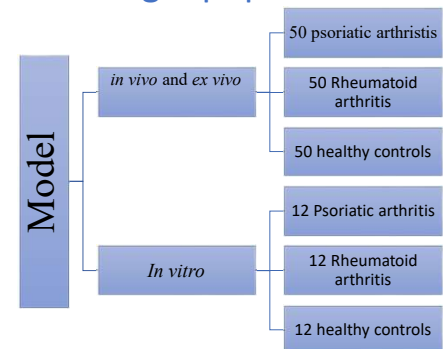 Model
in vivo and ex vivo
50 psoriatic arthristis
50 Rheumatoid
arthritis
50 healthy controls
In vitro
12 Psoriatic arthritis
12 Rheumatoid
arthritis
12 healthy controls